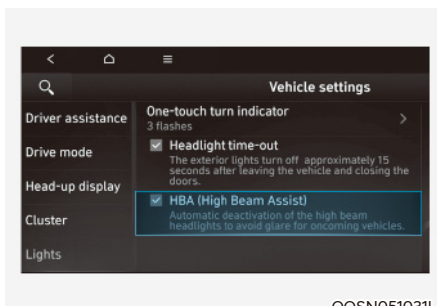 Vehicle settings
Driver assistance
Drive mode
Head-up display
Cluster
Lights
One-touch turn indicator
3 flashes
Headlight time-out
The exterior lights turn off approximately 15
seconds after leaving the vehicle and closing the
doors.
HBA (High Beam Assist)
Automatic deactivation of the high beam
headlights to avoid glare for oncoming vehicles.